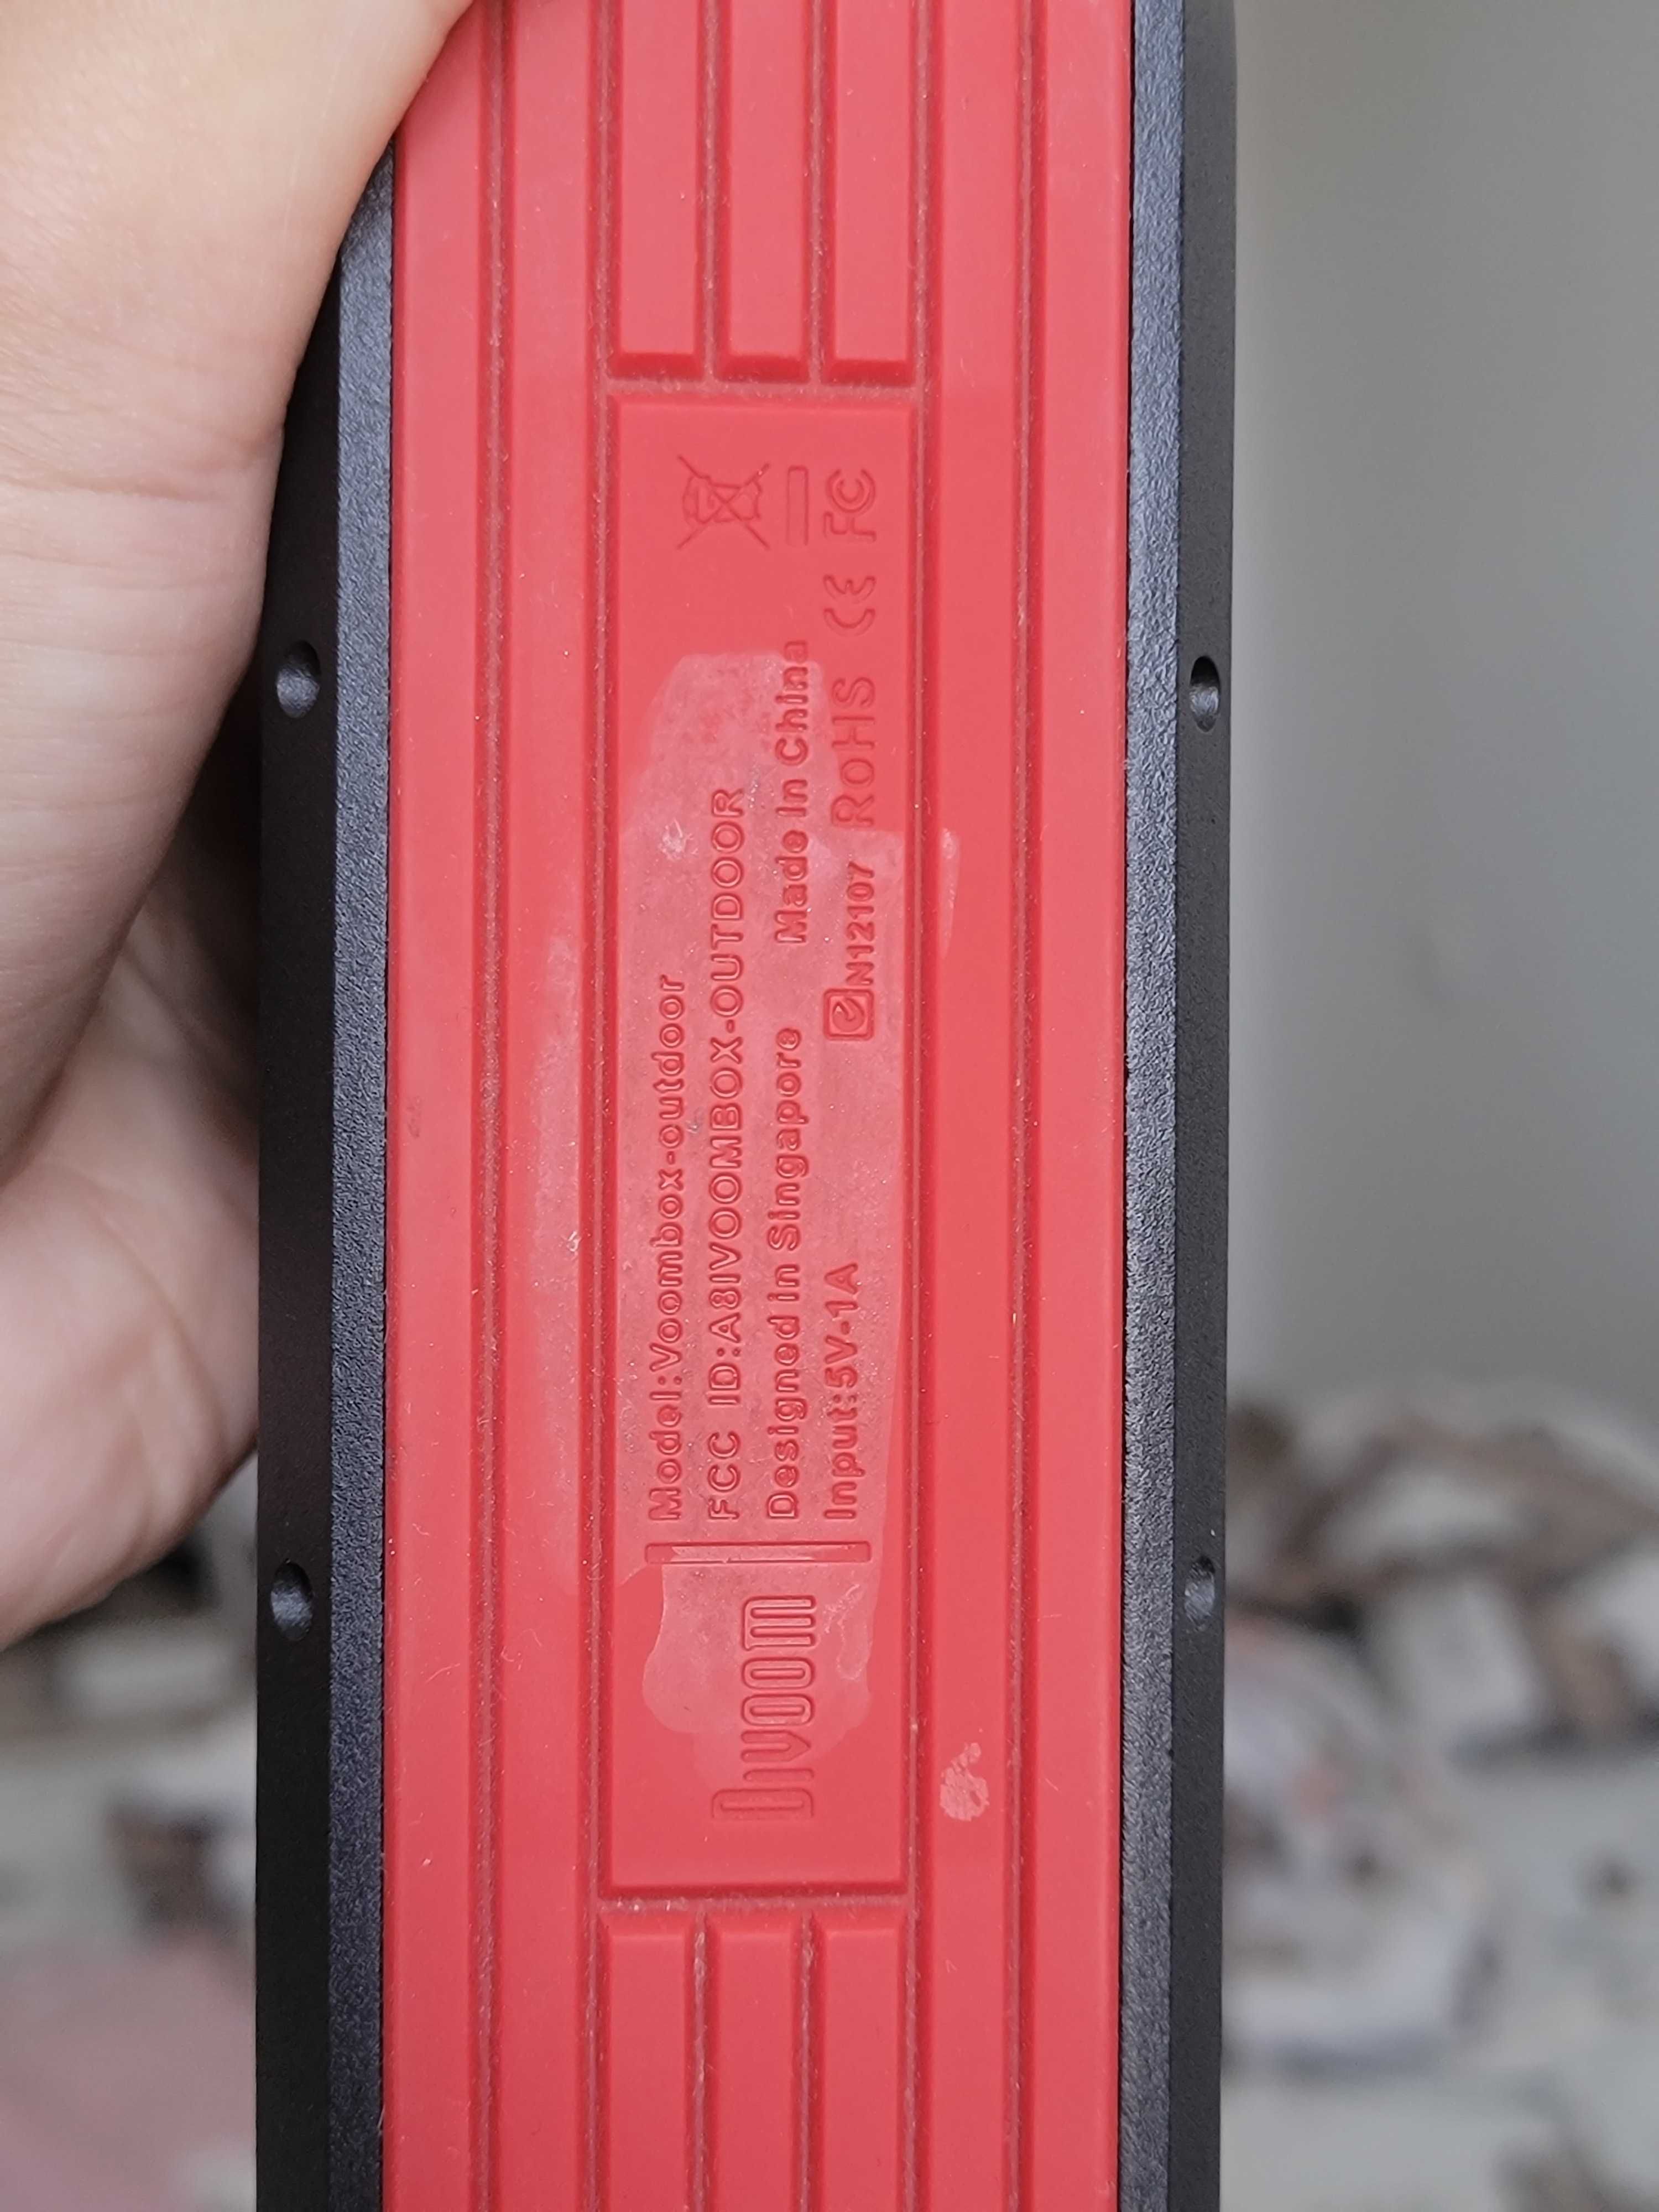 Divoom
Model:Voombox-outdoor
FCC ID:A8IVOOMBOX-OUTDOOR
Designed in Singapore Made In China
Input:5V-1A N12107 RoHS CE FC